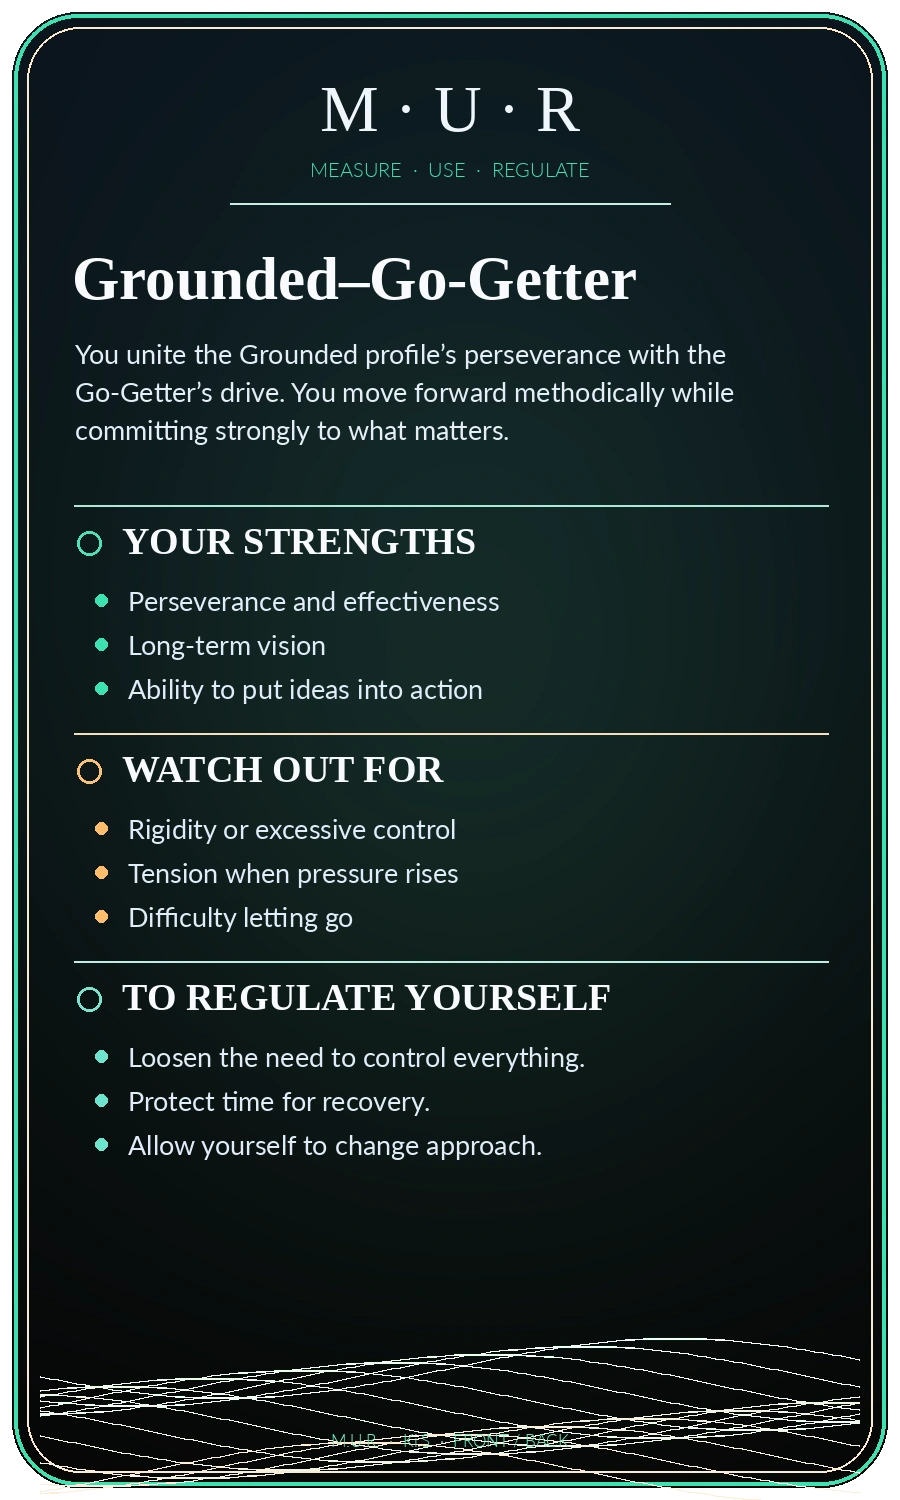 M · U · R
MEASURE · USE · REGULATE
Grounded–Go-Getter
You unite the Grounded profile’s perseverance with the
Go-Getter’s drive. You move forward methodically while
committing strongly to what matters.
YOUR STRENGTHS
Perseverance and effectiveness
Long-term vision
Ability to put ideas into action
WATCH OUT FOR
Rigidity or excessive control
Tension when pressure rises
Difficulty letting go
TO REGULATE YOURSELF
Loosen the need to control everything.
Protect time for recovery.
Allow yourself to change approach.
M.U.R. · · FRONT / BACK